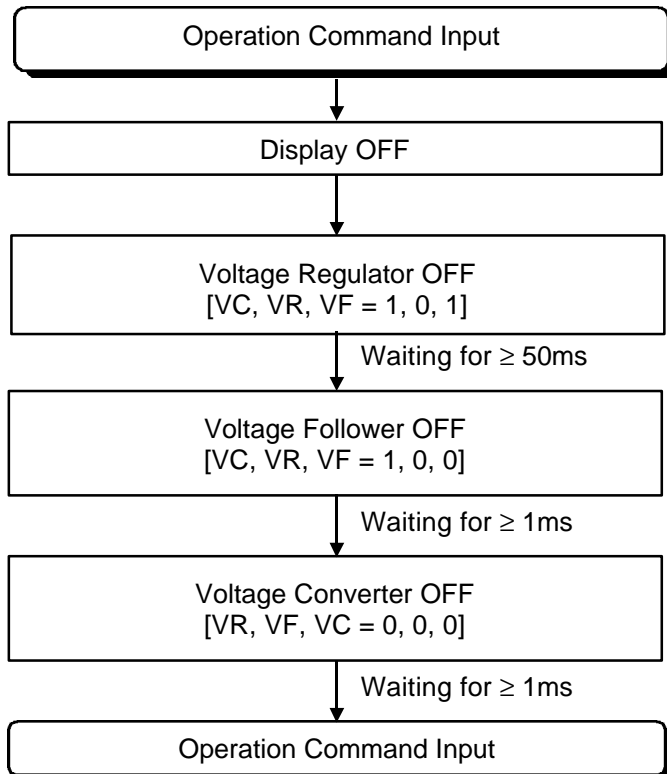 Operation Command Input
Display OFF
Voltage Regulator OFF
[VC, VR, VF = 1, 0, 1]
Waiting for ≥ 50ms
Voltage Follower OFF
[VC, VR, VF = 1, 0, 0]
Waiting for ≥ 1ms
Voltage Converter OFF
[VR, VF, VC = 0, 0, 0]
Waiting for ≥ 1ms
Operation Command Input